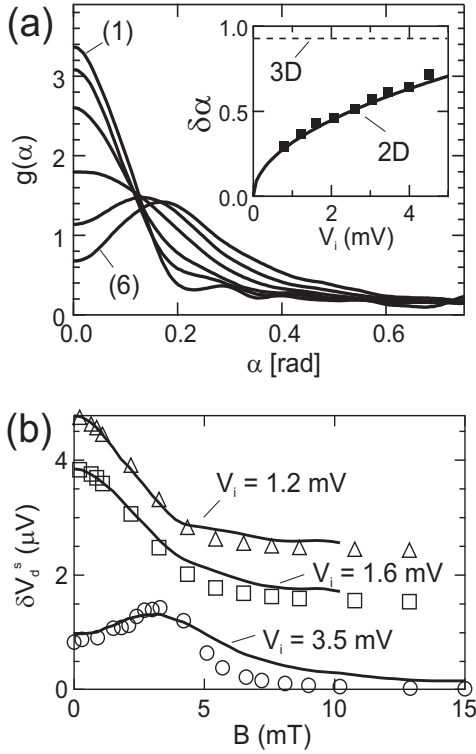 (a)
(1)
(6)
g(α)
0
1
2
3
0.0
0.2
0.4
0.6
α [rad]
δα
0.0
0.5
1.0
3D
2D
0
2
4
V_i (mV)
(b)
δV_d^s (μV)
0
2
4
V_i = 1.2 mV
V_i = 1.6 mV
V_i = 3.5 mV
0
5
10
15
B (mT)